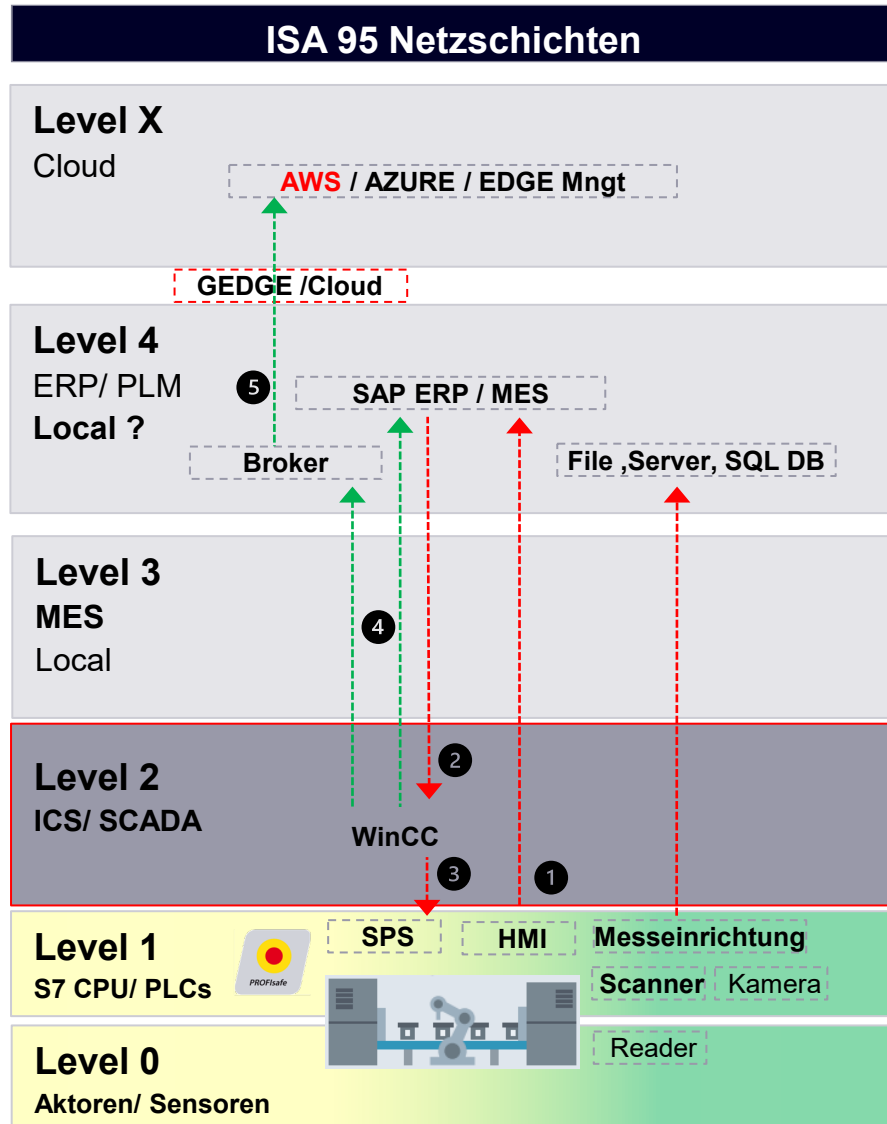 ISA 95 Netzschichten
Level X
Cloud
AWS / AZURE / EDGE Mngt
GEDGE /Cloud
Level 4
ERP/ PLM
Local ?
5
SAP ERP / MES
Broker
File ,Server, SQL DB
Level 3
MES
Local
4
Level 2
ICS/ SCADA
2
WinCC
3
1
Level 1
S7 CPU/ PLCs
PROFIsafe
SPS
HMI
Messeinrichtung
Scanner
Kamera
Level 0
Aktoren/ Sensoren
Reader